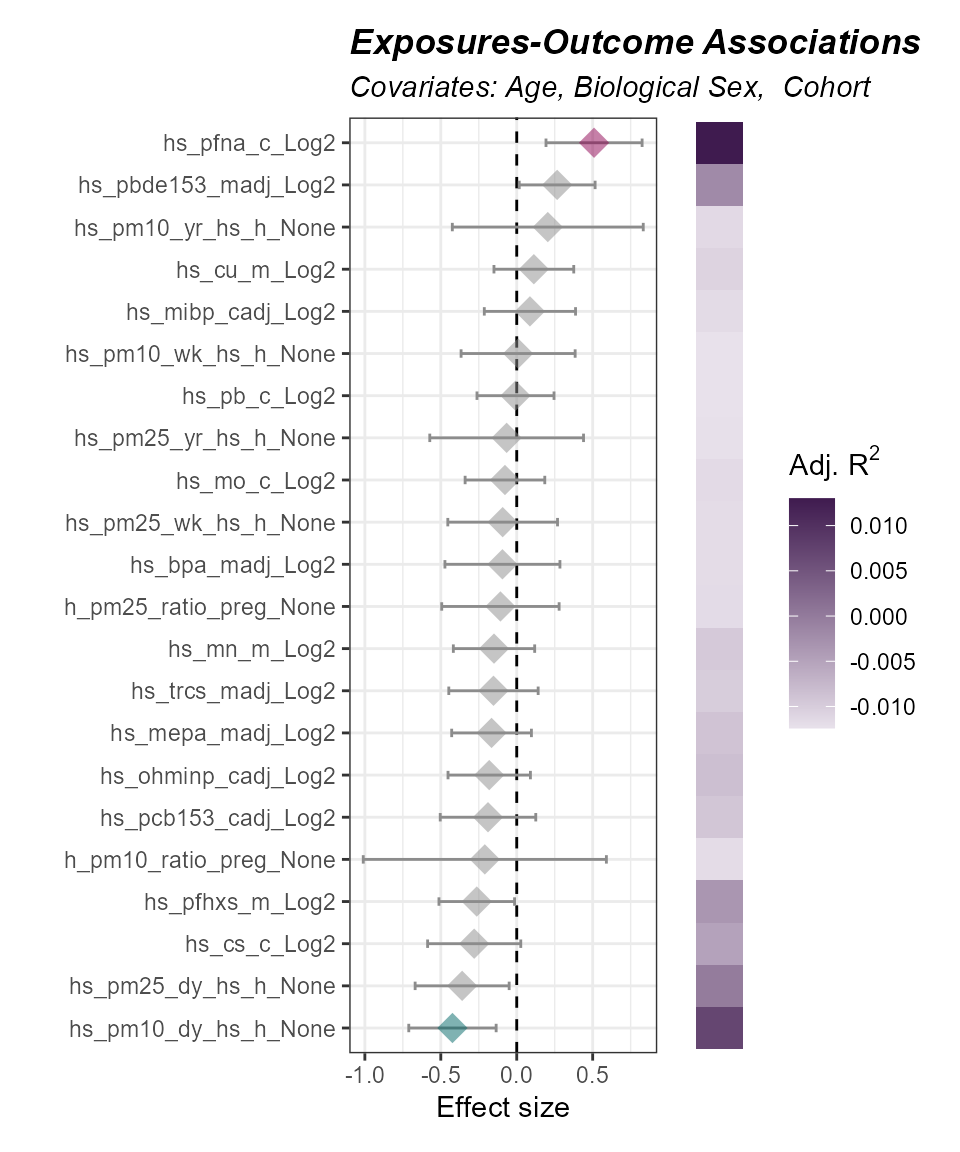 Exposures-Outcome Associations
Covariates: Age, Biological Sex,  Cohort
hs_pfna_c_Log2
hs_pbde153_madj_Log2
hs_pm10_yr_hs_h_None
hs_cu_m_Log2
hs_mibp_cadj_Log2
hs_pm10_wk_hs_h_None
hs_pb_c_Log2
hs_pm25_yr_hs_h_None
hs_mo_c_Log2
hs_pm25_wk_hs_h_None
hs_bpa_madj_Log2
h_pm25_ratio_preg_None
hs_mn_m_Log2
hs_trcs_madj_Log2
hs_mepa_madj_Log2
hs_ohminp_cadj_Log2
hs_pcb153_cadj_Log2
h_pm10_ratio_preg_None
hs_pfhxs_m_Log2
hs_cs_c_Log2
hs_pm25_dy_hs_h_None
hs_pm10_dy_hs_h_None
-1.0 -0.5 0.0 0.5
Effect size
Adj. R²
0.010
0.005
0.000
-0.005
-0.010